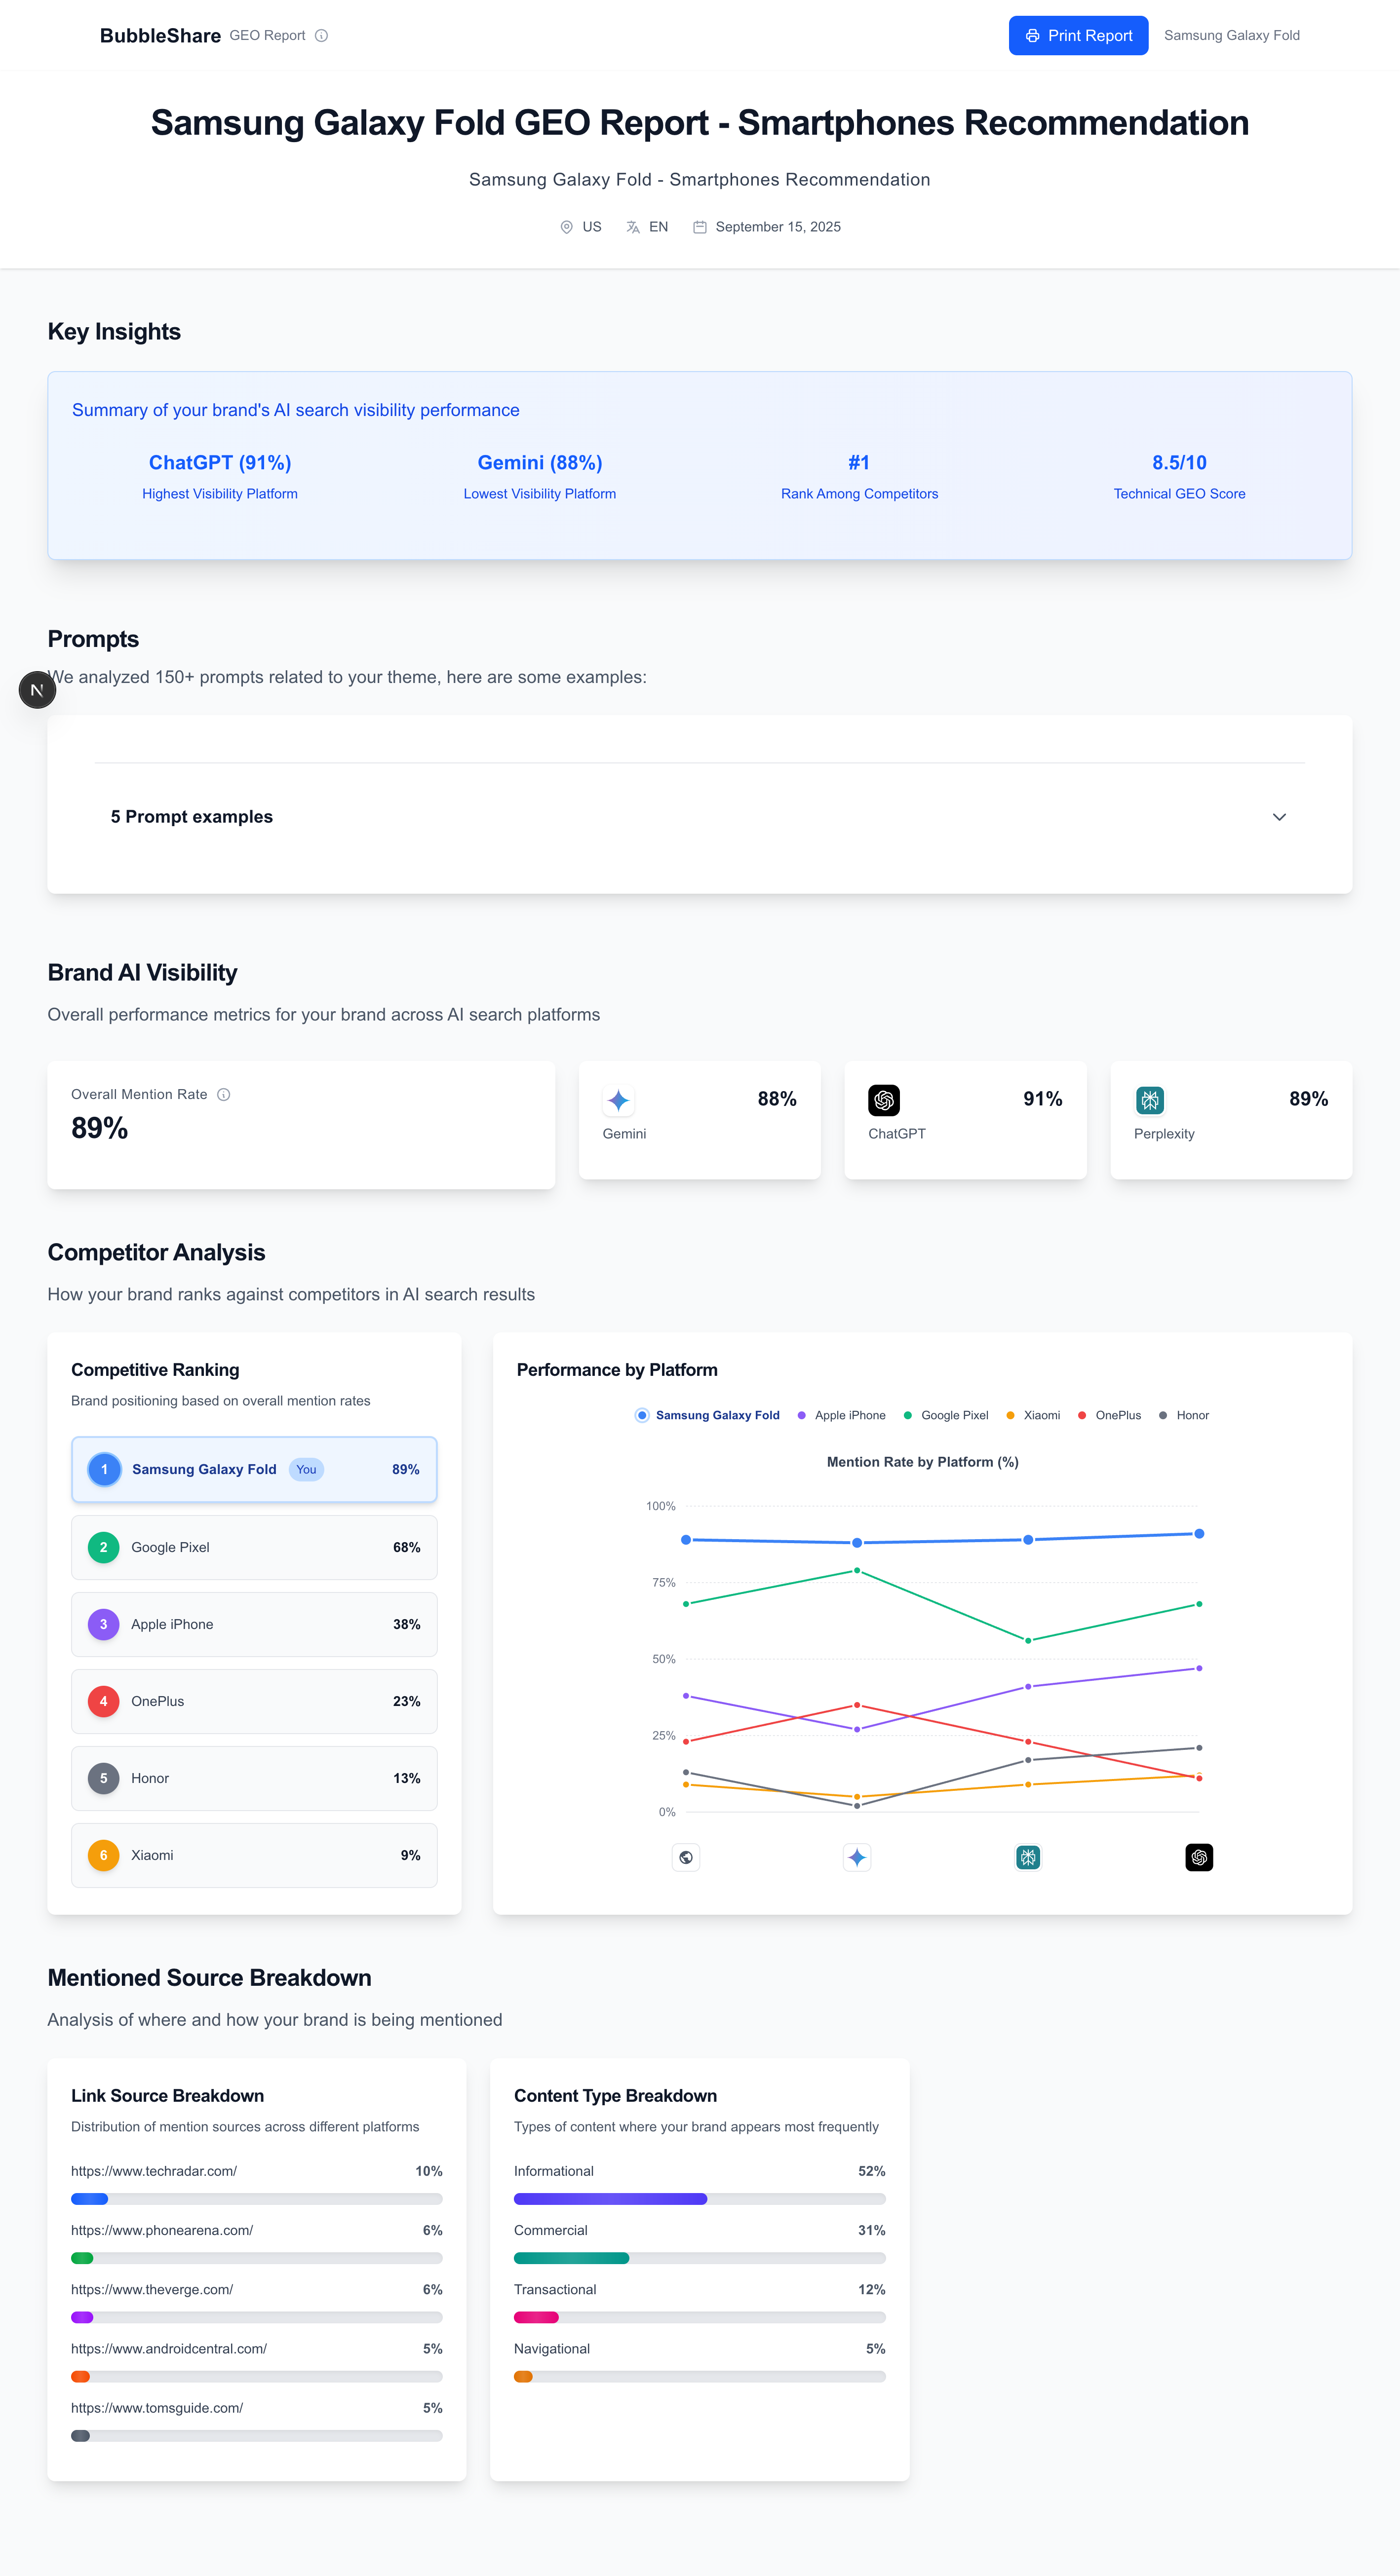 BubbleShare GEO Report
Print Report
Samsung Galaxy Fold
Samsung Galaxy Fold GEO Report - Smartphones Recommendation
Samsung Galaxy Fold - Smartphones Recommendation
US EN September 15, 2025
Key Insights
Summary of your brand's AI search visibility performance
ChatGPT (91%)
Highest Visibility Platform
Gemini (88%)
Lowest Visibility Platform
#1
Rank Among Competitors
8.5/10
Technical GEO Score
Prompts
We analyzed 150+ prompts related to your theme, here are some examples:
N
5 Prompt examples
Brand AI Visibility
Overall performance metrics for your brand across AI search platforms
Overall Mention Rate
89%
88%
Gemini
91%
ChatGPT
89%
Perplexity
Competitor Analysis
How your brand ranks against competitors in AI search results
Competitive Ranking
Brand positioning based on overall mention rates
1 Samsung Galaxy Fold You 89%
2 Google Pixel 68%
3 Apple iPhone 38%
4 OnePlus 23%
5 Honor 13%
6 Xiaomi 9%
Performance by Platform
Samsung Galaxy Fold Apple iPhone Google Pixel Xiaomi OnePlus Honor
Mention Rate by Platform (%)
100%
75%
50%
25%
0%
Mentioned Source Breakdown
Analysis of where and how your brand is being mentioned
Link Source Breakdown
Distribution of mention sources across different platforms
https://www.techradar.com/ 10%
https://www.phonearena.com/ 6%
https://www.theverge.com/ 6%
https://www.androidcentral.com/ 5%
https://www.tomsguide.com/ 5%
Content Type Breakdown
Types of content where your brand appears most frequently
Informational 52%
Commercial 31%
Transactional 12%
Navigational 5%